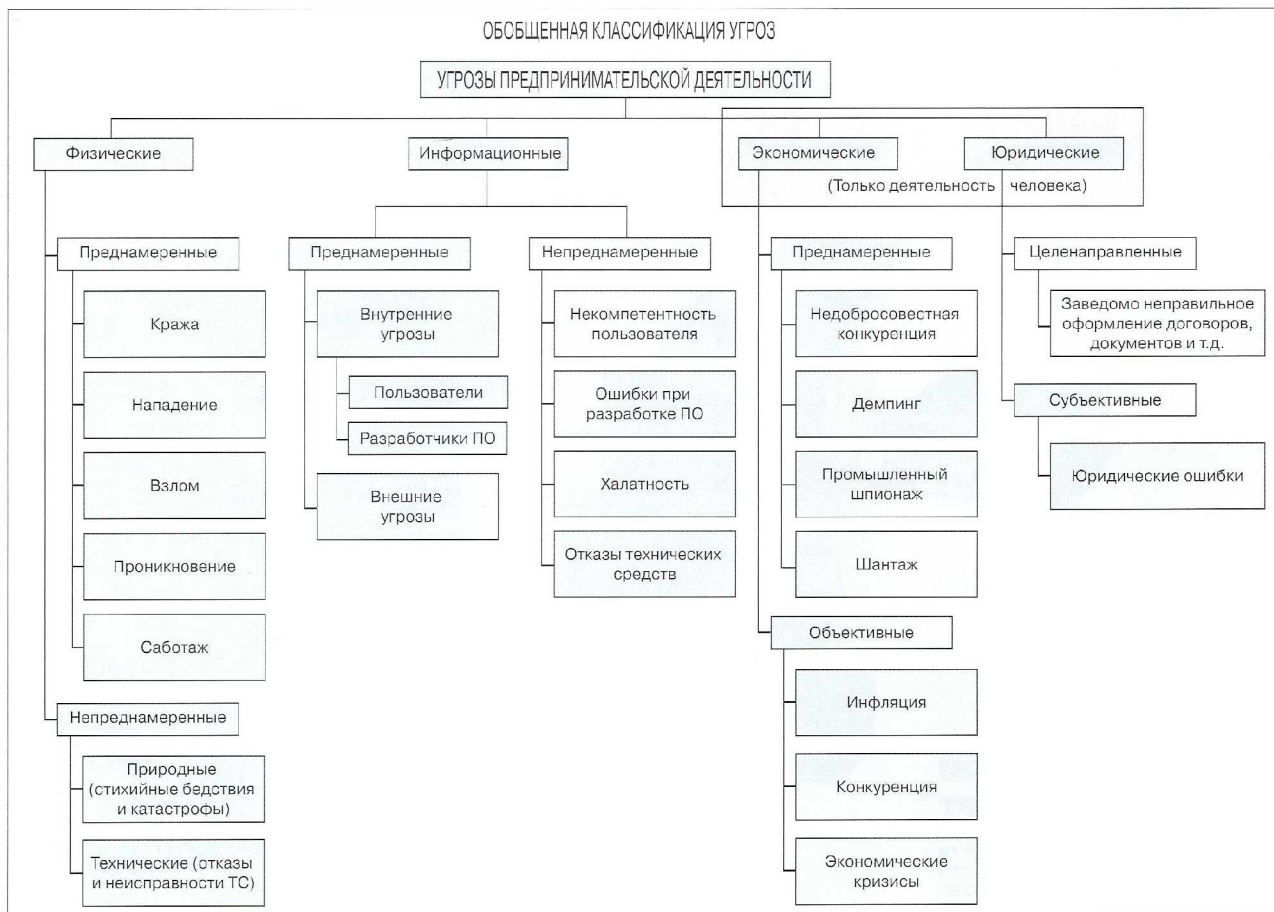 ОБОБЩЕННАЯ КЛАССИФИКАЦИЯ УГРОЗ
УГРОЗЫ ПРЕДПРИНИМАТЕЛЬСКОЙ ДЕЯТЕЛЬНОСТИ
Физические
Информационные
Экономические
Юридические
(Только деятельность человека)
Преднамеренные
Кража
Нападение
Взлом
Проникновение
Саботаж
Непреднамеренные
Природные
(стихийные бедствия
и катастрофы)
Технические (отказы
и неисправности ТС)
Преднамеренные
Внутренние
угрозы
Пользователи
Разработчики ПО
Внешние
угрозы
Непреднамеренные
Некомпетентность
пользователя
Ошибки при
разработке ПО
Халатность
Отказы технических
средств
Преднамеренные
Недобросовестная
конкуренция
Демпинг
Промышленный
шпионаж
Шантаж
Объективные
Инфляция
Конкуренция
Экономические
кризисы
Целенаправленные
Заведомо неправильное
оформление договоров,
документов и т.д.
Субъективные
Юридические ошибки